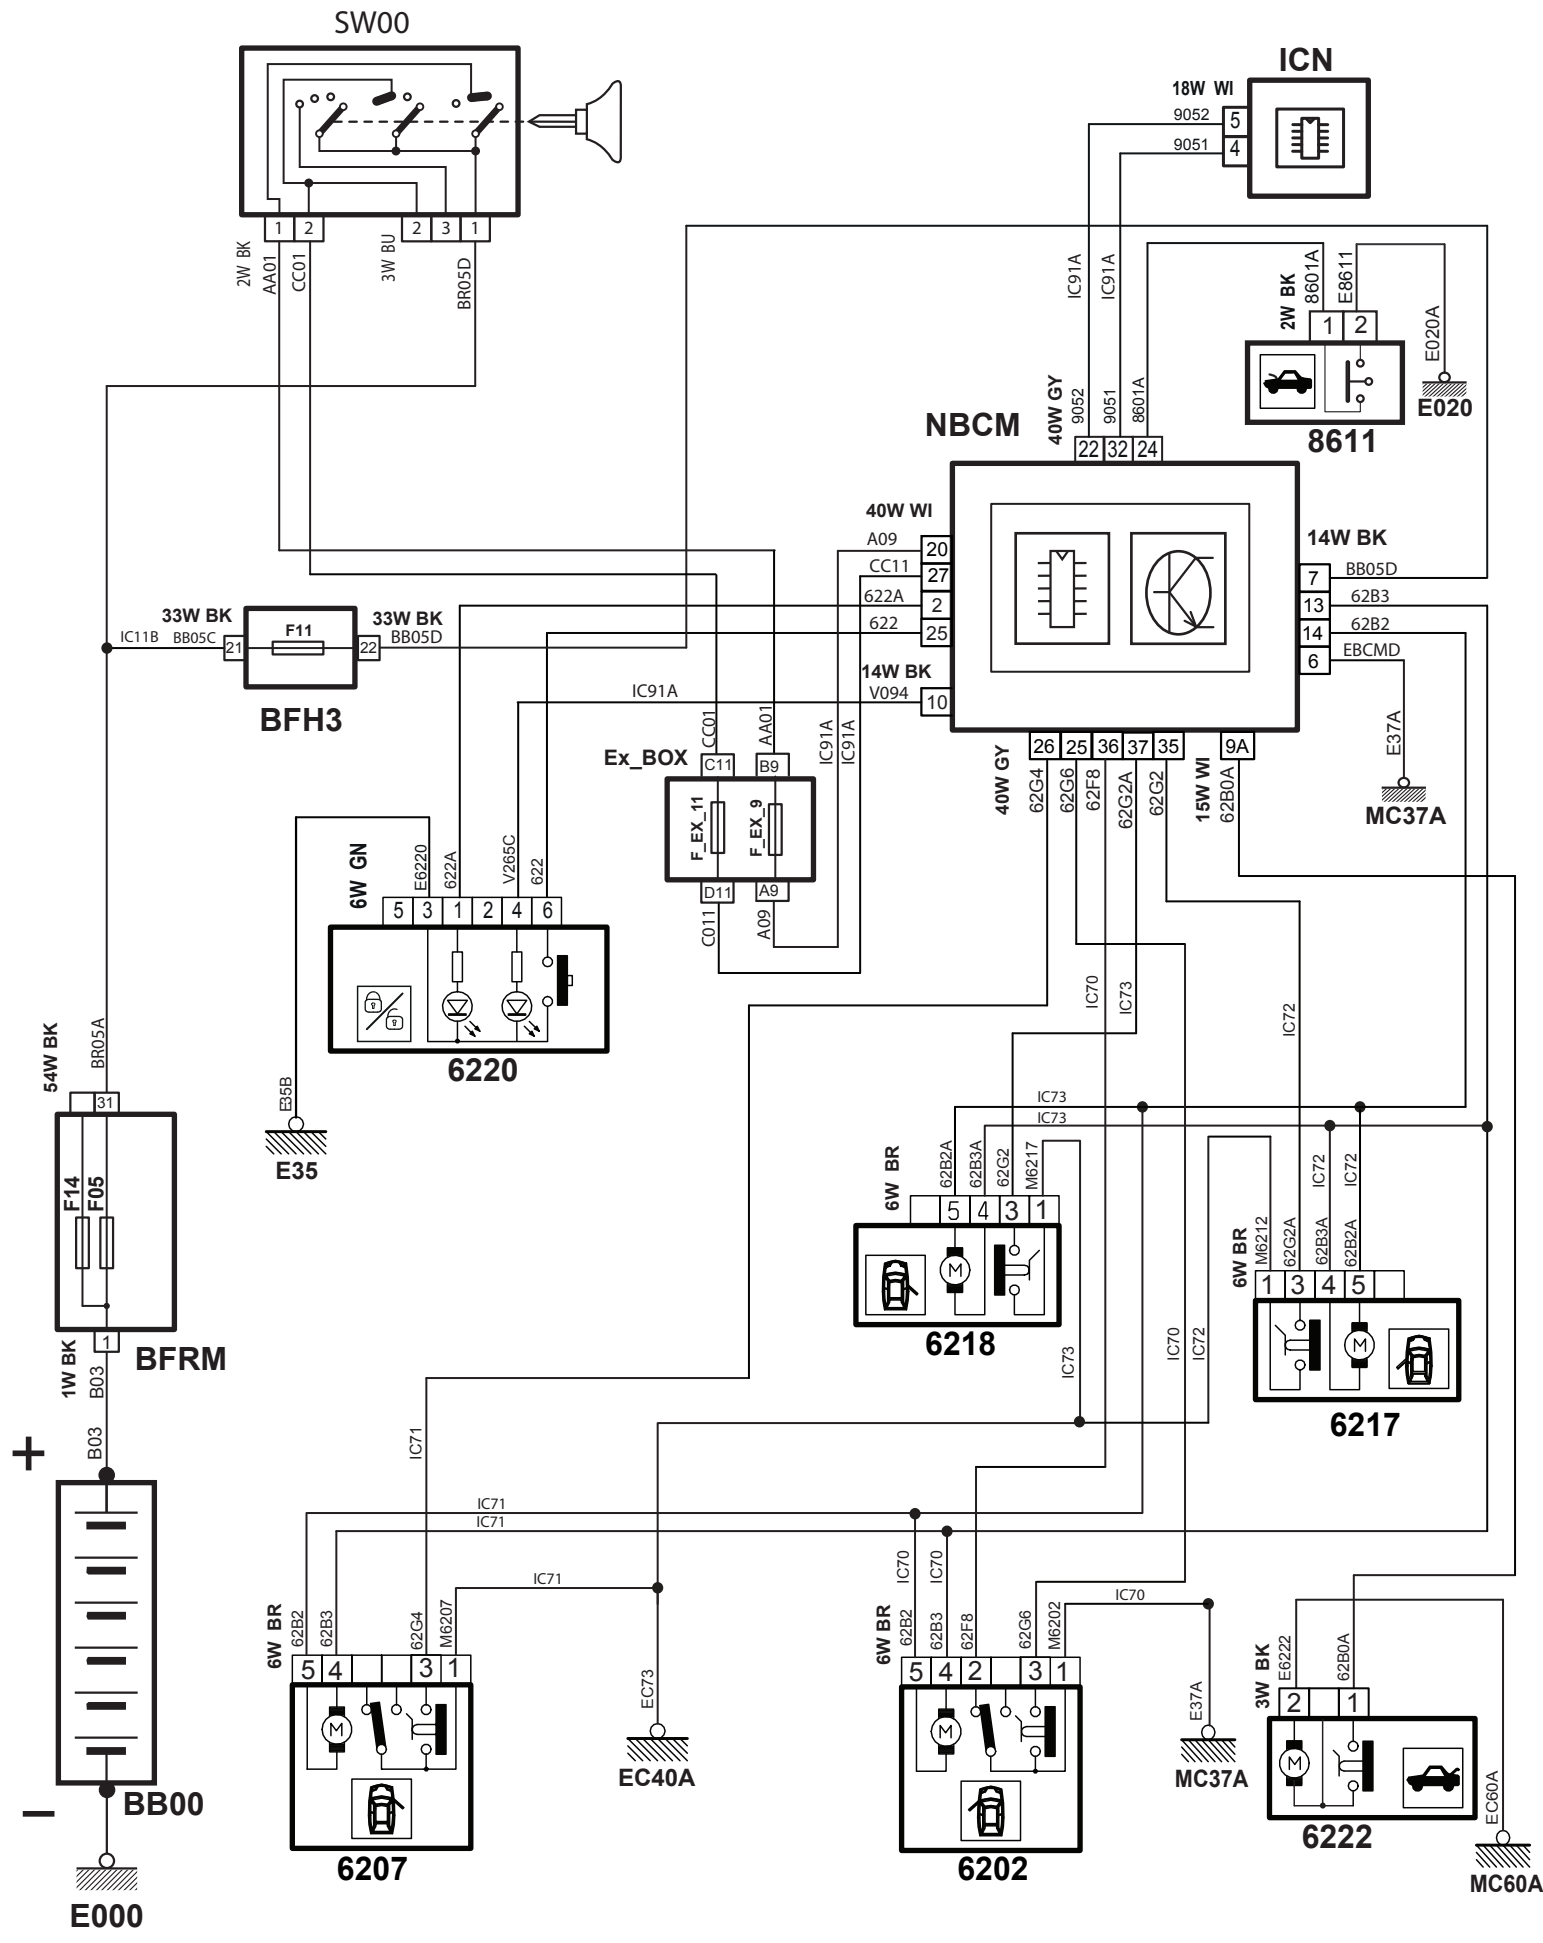 SW00
ICN
18W WI
9052
5
9051
4
1
2
2
3
1
2W BK
AA01
CC01
3W BU
BR05D
IC91A
IC91A
8601A
E8611
2W BK
1
2
E020A
E020
8611
40W GY
9052
9051
8601A
NBCM
22
32
24
40W WI
A09
20
CC11
27
622A
2
622
25
14W BK
V094
10
IC91A
14W BK
7
BB05D
13
62B3
14
62B2
6
EBCMD
E37A
MC37A
33W BK
F11
33W BK
IC11B
BB05C
21
22
BB05D
BFH3
CC01
AA01
IC91A
IC91A
Ex_BOX
C11
B9
F_EX_11
F_EX_9
D11
A9
C011
A09
40W GY
26
25
36
37
35
9A
62G4
62G6
62F8
62G2A
62G2
15W WI
62B0A
6W GN
E6220
622A
V265C
622
5
3
1
2
4
6
6220
E35B
E35
IC70
IC73
IC72
54W BK
BR05A
31
F14
F05
1
1W BK
B03
BFRM
B03
+
–
BB00
E000
IC73
IC73
6W BR
62B2A
62B3A
62G2
M6217
5
4
3
1
M
6218
IC73
IC70
IC72
IC72
IC72
6W BR
M6212
62G2A
62B3A
62B2A
1
3
4
5
M
6217
IC71
IC71
IC71
IC71
6W BR
62B2
62B3
62G4
M6207
5
4
3
1
M
6207
EC73
EC40A
IC70
IC70
IC70
6W BR
62B2
62B3
62F8
62G6
M6202
5
4
2
3
1
M
6202
E37A
MC37A
3W BK
E6222
62B0A
2
1
M
6222
EC60A
MC60A